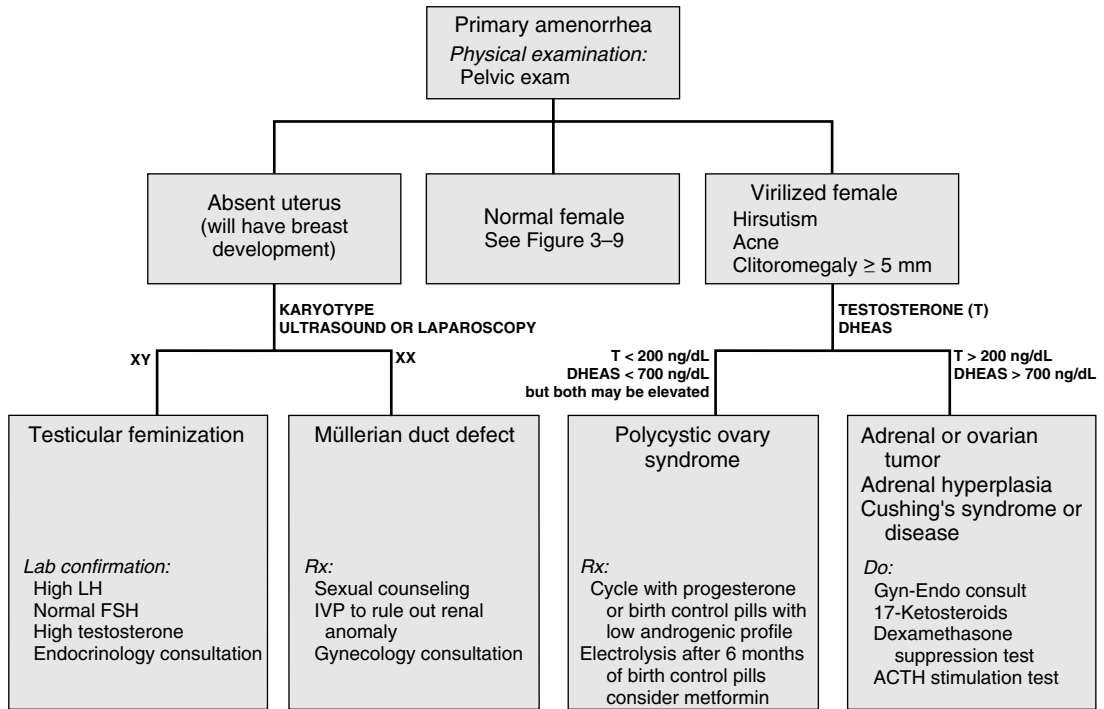 Primary amenorrhea
Physical examination:
Pelvic exam
Absent uterus
(will have breast
development)
Normal female
See Figure 3–9
Virilized female
Hirsutism
Acne
Clitoromegaly ≥ 5 mm
KARYOTYPE
ULTRASOUND OR LAPAROSCOPY
TESTOSTERONE (T)
DHEAS
XY
XX
T < 200 ng/dL
DHEAS < 700 ng/dL
but both may be elevated
T > 200 ng/dL
DHEAS > 700 ng/dL
Testicular feminization
Lab confirmation:
High LH
Normal FSH
High testosterone
Endocrinology consultation
Müllerian duct defect
Rx:
Sexual counseling
IVP to rule out renal
anomaly
Gynecology consultation
Polycystic ovary
syndrome
Rx:
Cycle with progesterone
or birth control pills with
low androgenic profile
Electrolysis after 6 months
of birth control pills
consider metformin
Adrenal or ovarian
tumor
Adrenal hyperplasia
Cushing's syndrome or
disease
Do:
Gyn-Endo consult
17-Ketosteroids
Dexamethasone
suppression test
ACTH stimulation test